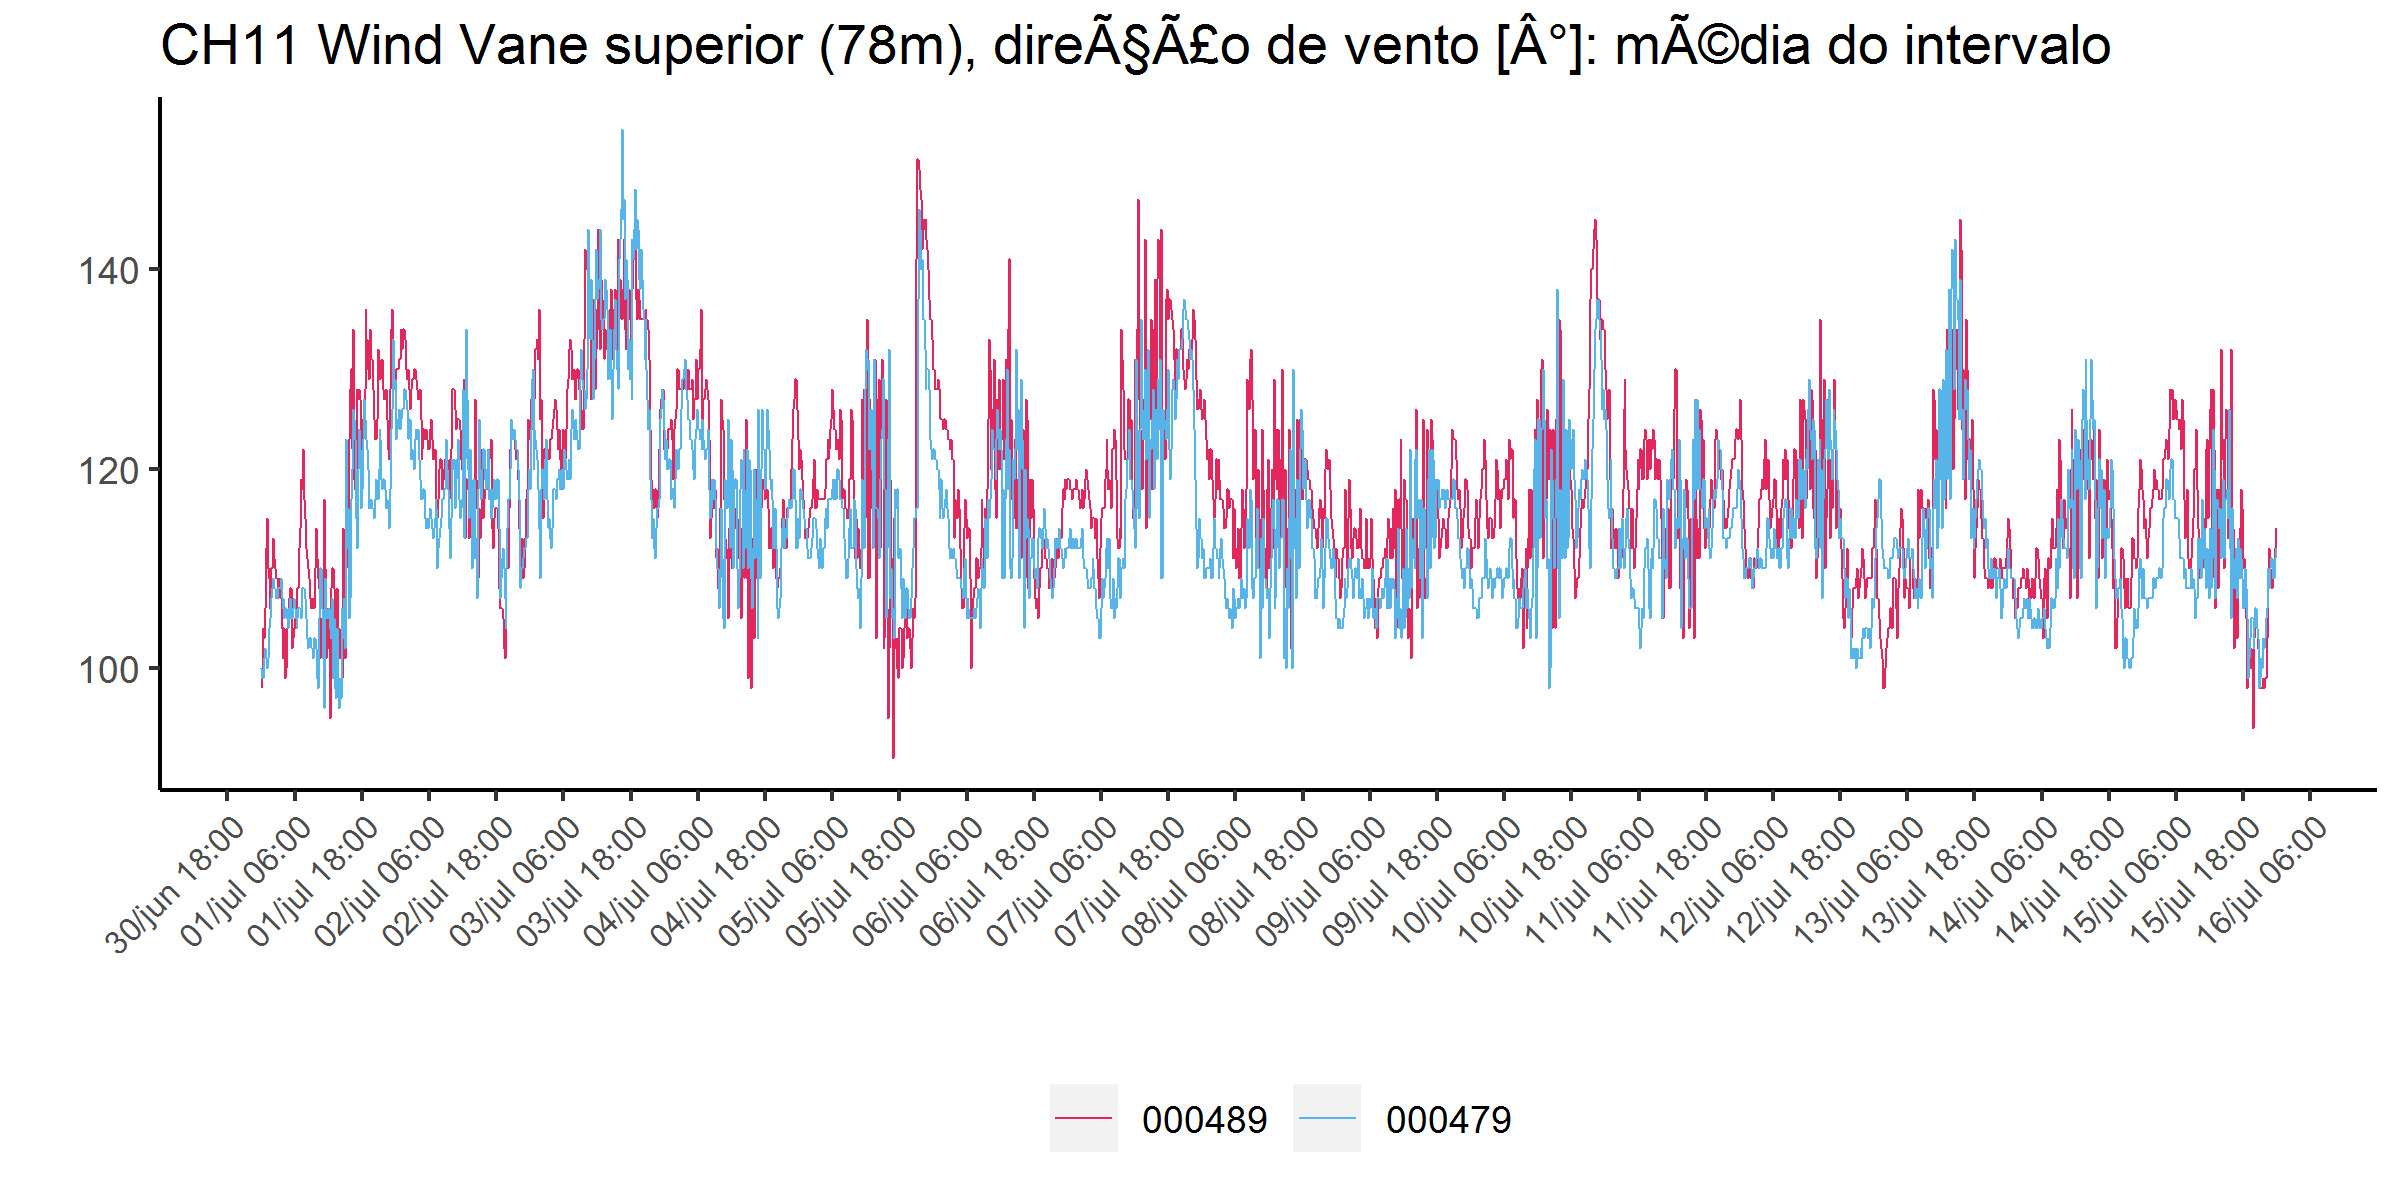 CH11 Wind Vane superior (78m), direÃ§Ã£o de vento [Â°]: mÃ©dia do intervalo
140
120
100
30/jun 18:00
01/jul 06:00
01/jul 18:00
02/jul 06:00
02/jul 18:00
03/jul 06:00
03/jul 18:00
04/jul 06:00
04/jul 18:00
05/jul 06:00
05/jul 18:00
06/jul 06:00
06/jul 18:00
07/jul 06:00
07/jul 18:00
08/jul 06:00
08/jul 18:00
09/jul 06:00
09/jul 18:00
10/jul 06:00
10/jul 18:00
11/jul 06:00
11/jul 18:00
12/jul 06:00
12/jul 18:00
13/jul 06:00
13/jul 18:00
14/jul 06:00
14/jul 18:00
15/jul 06:00
15/jul 18:00
16/jul 06:00
000489
000479